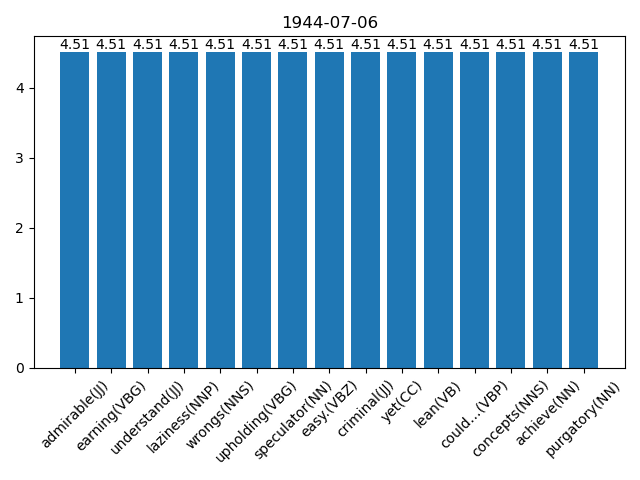 1944-07-06
4.51 4.51 4.51 4.51 4.51 4.51 4.51 4.51 4.51 4.51 4.51 4.51 4.51 4.51 4.51
4
3
2
1
0
admirable(JJ)
earning(VBG)
understand(JJ)
laziness(NNP)
wrongs(NNS)
upholding(VBG)
speculator(NN)
easy.(VBZ)
criminal(JJ)
yet(CC)
lean(VB)
could...(VBP)
concepts(NNS)
achieve(NN)
purgatory(NN)